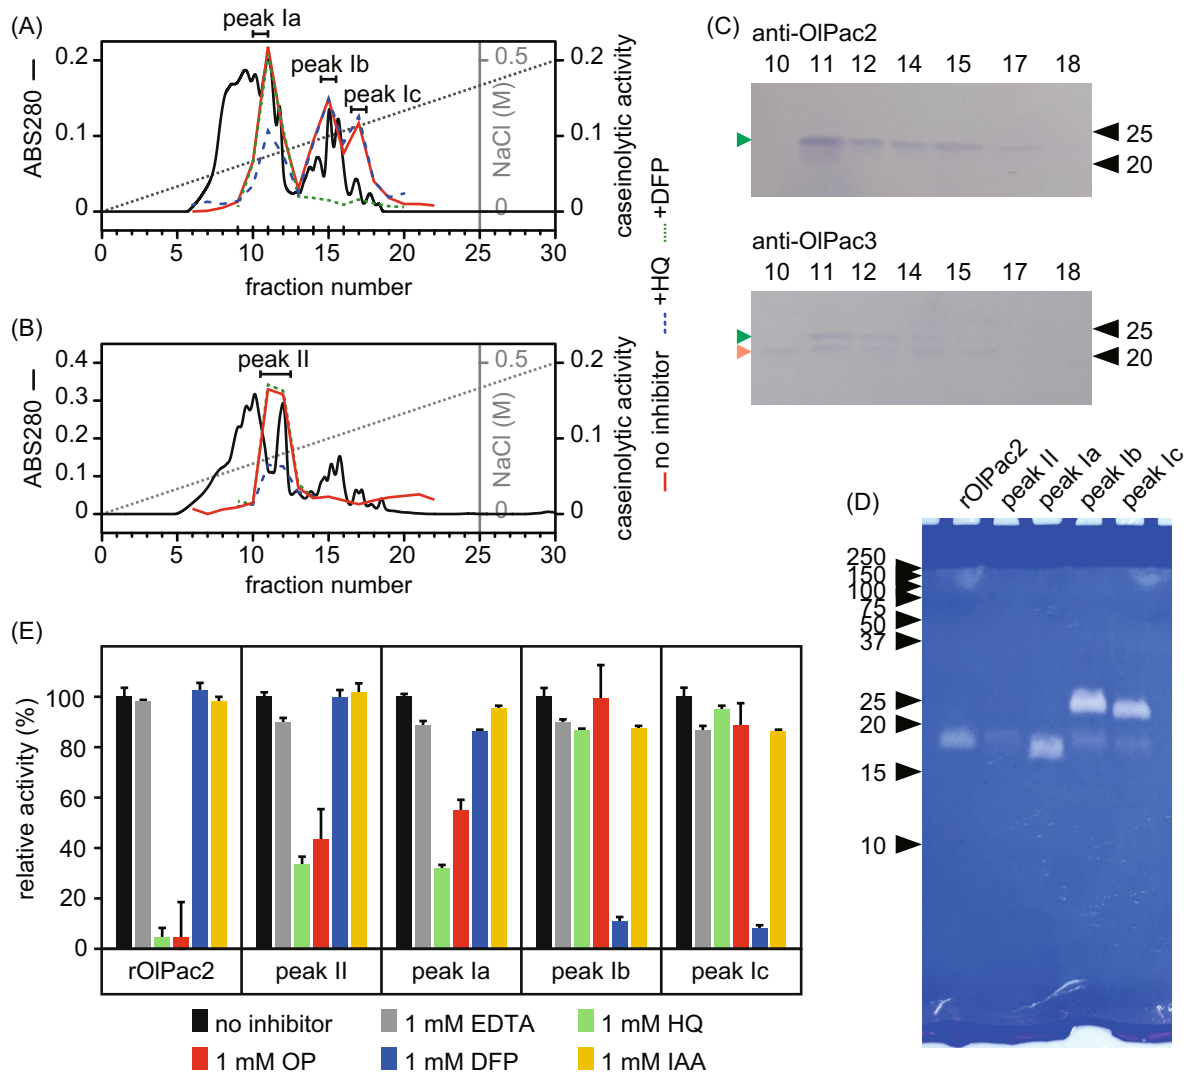 (A)
peak Ia
peak Ib
peak Ic
0.2
0.1
0
ABS280
0.5
0
NaCl (M)
0.2
0.1
0
caseinolytic activity
0 5 10 15 20 30
fraction number
(B)
peak II
0.4
0.3
0.2
0.1
0
ABS280
0.5
0
NaCl (M)
0.2
0.1
0
caseinolytic activity
0 5 10 15 20 25 30
fraction number
no inhibitor +HQ +DFP
(C)
anti-OlPac2
10 11 12 14 15 17 18
25
20
anti-OlPac3
10 11 12 14 15 17 18
25
20
(D)
rOlPac2
peak II
peak Ia
peak Ib
peak Ic
250
150
100
75
50
37
25
20
15
10
(E)
relative activity (%)
100
80
60
40
20
0
rOlPac2 peak II peak Ia peak Ib peak Ic
no inhibitor 1 mM EDTA 1 mM HQ
1 mM OP 1 mM DFP 1 mM IAA